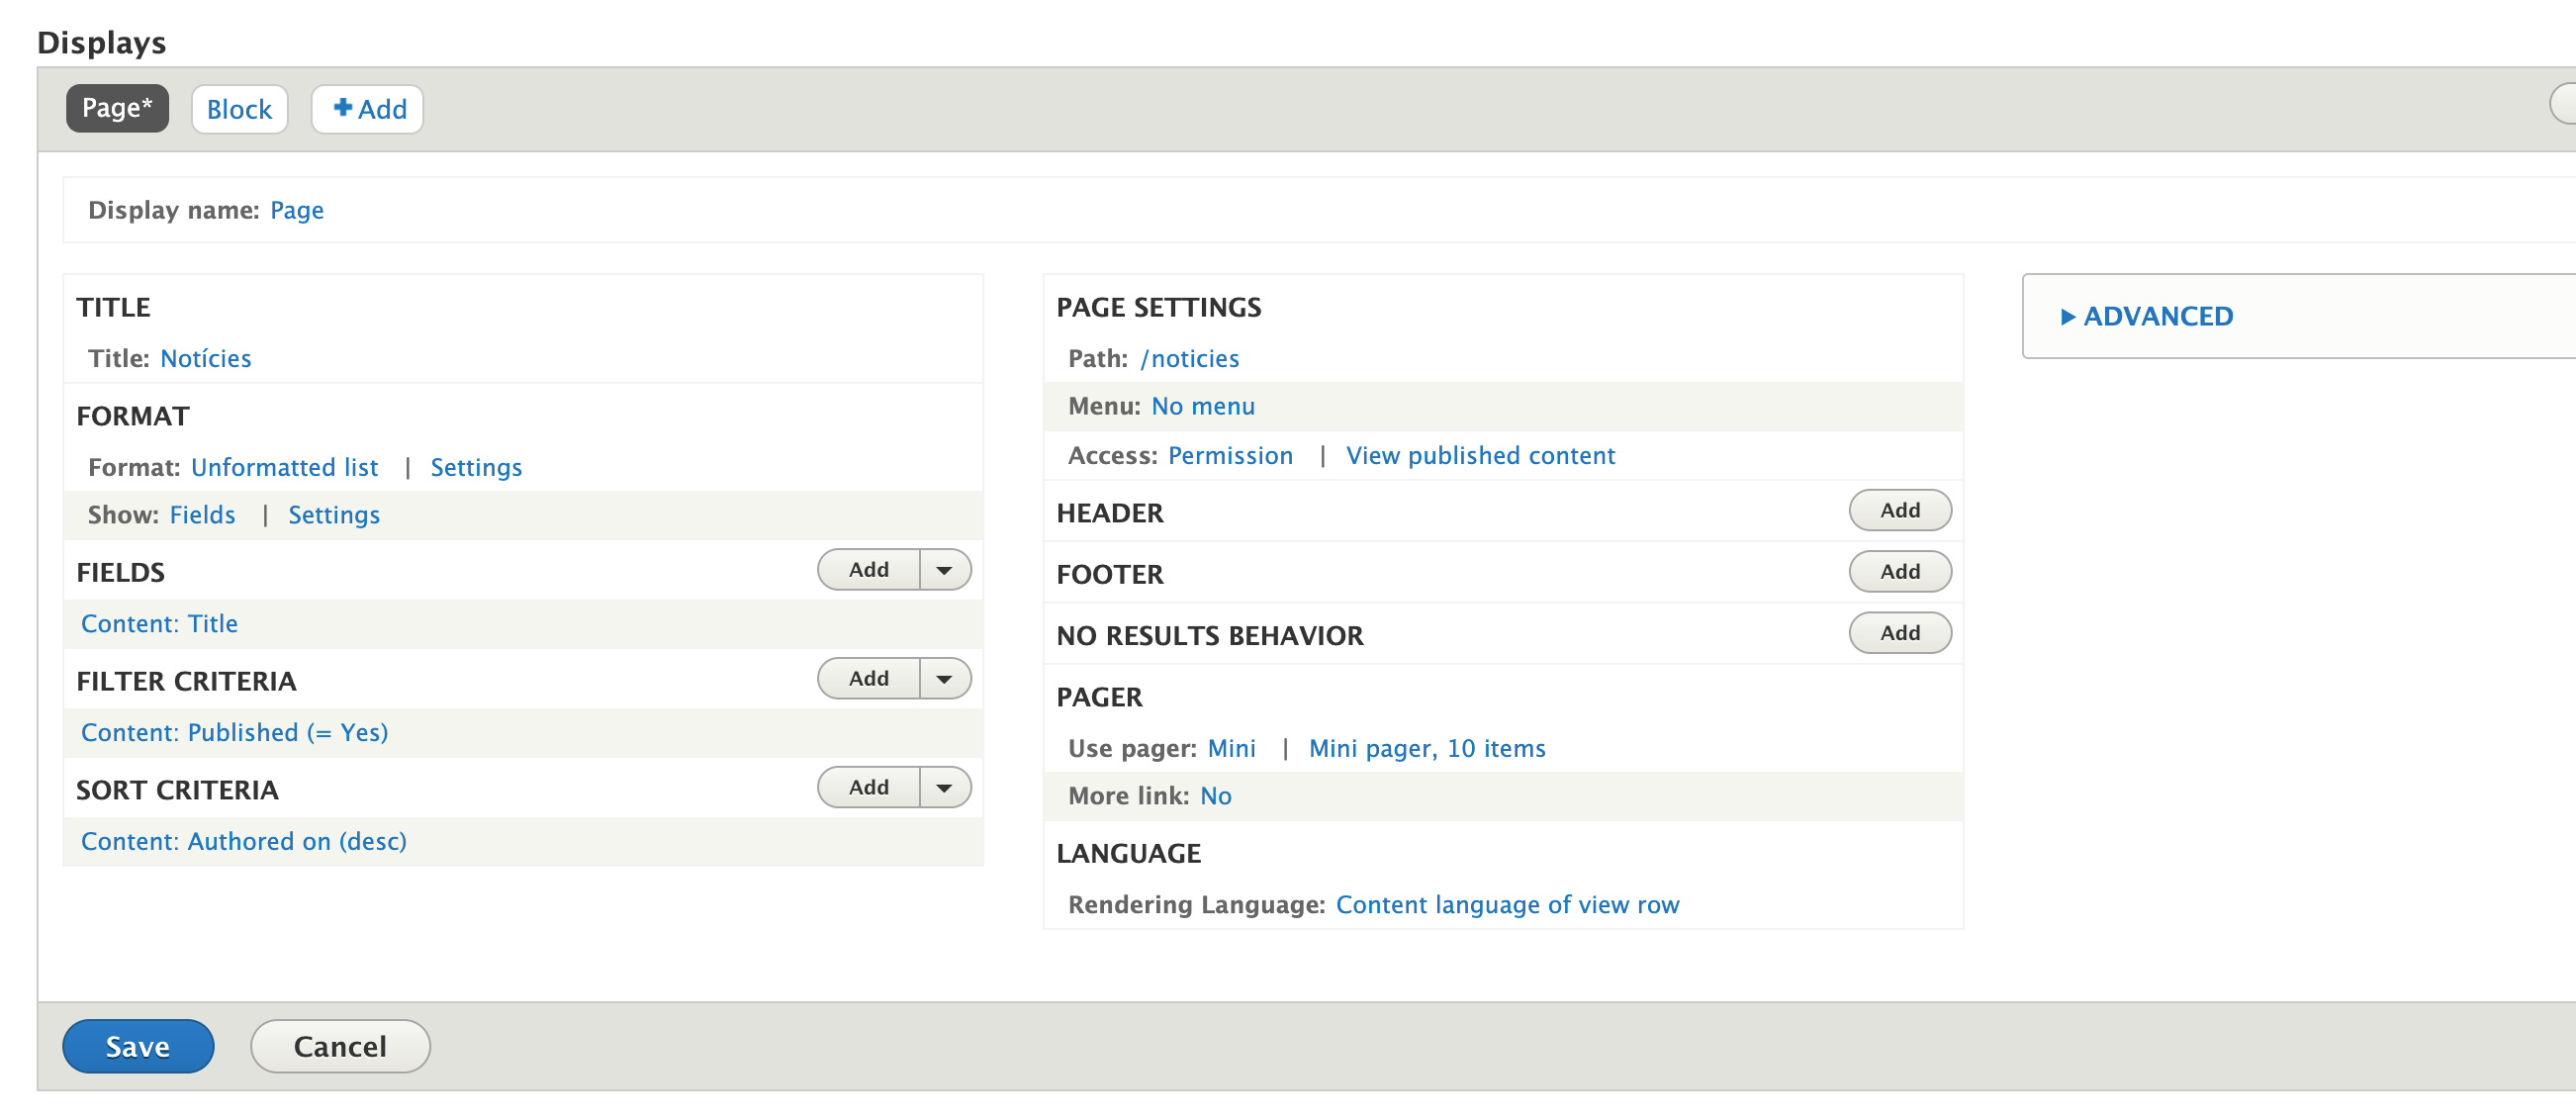 Displays
Page*
Block
Add
Display name: Page
TITLE
Title: Notícies
FORMAT
Format: Unformatted list | Settings
Show: Fields | Settings
FIELDS
Add
Content: Title
FILTER CRITERIA
Add
Content: Published (= Yes)
SORT CRITERIA
Add
Content: Authored on (desc)
PAGE SETTINGS
Path: /noticies
Menu: No menu
Access: Permission | View published content
HEADER
Add
FOOTER
Add
NO RESULTS BEHAVIOR
Add
PAGER
Use pager: Mini | Mini pager, 10 items
More link: No
LANGUAGE
Rendering Language: Content language of view row
ADVANCED
Save
Cancel